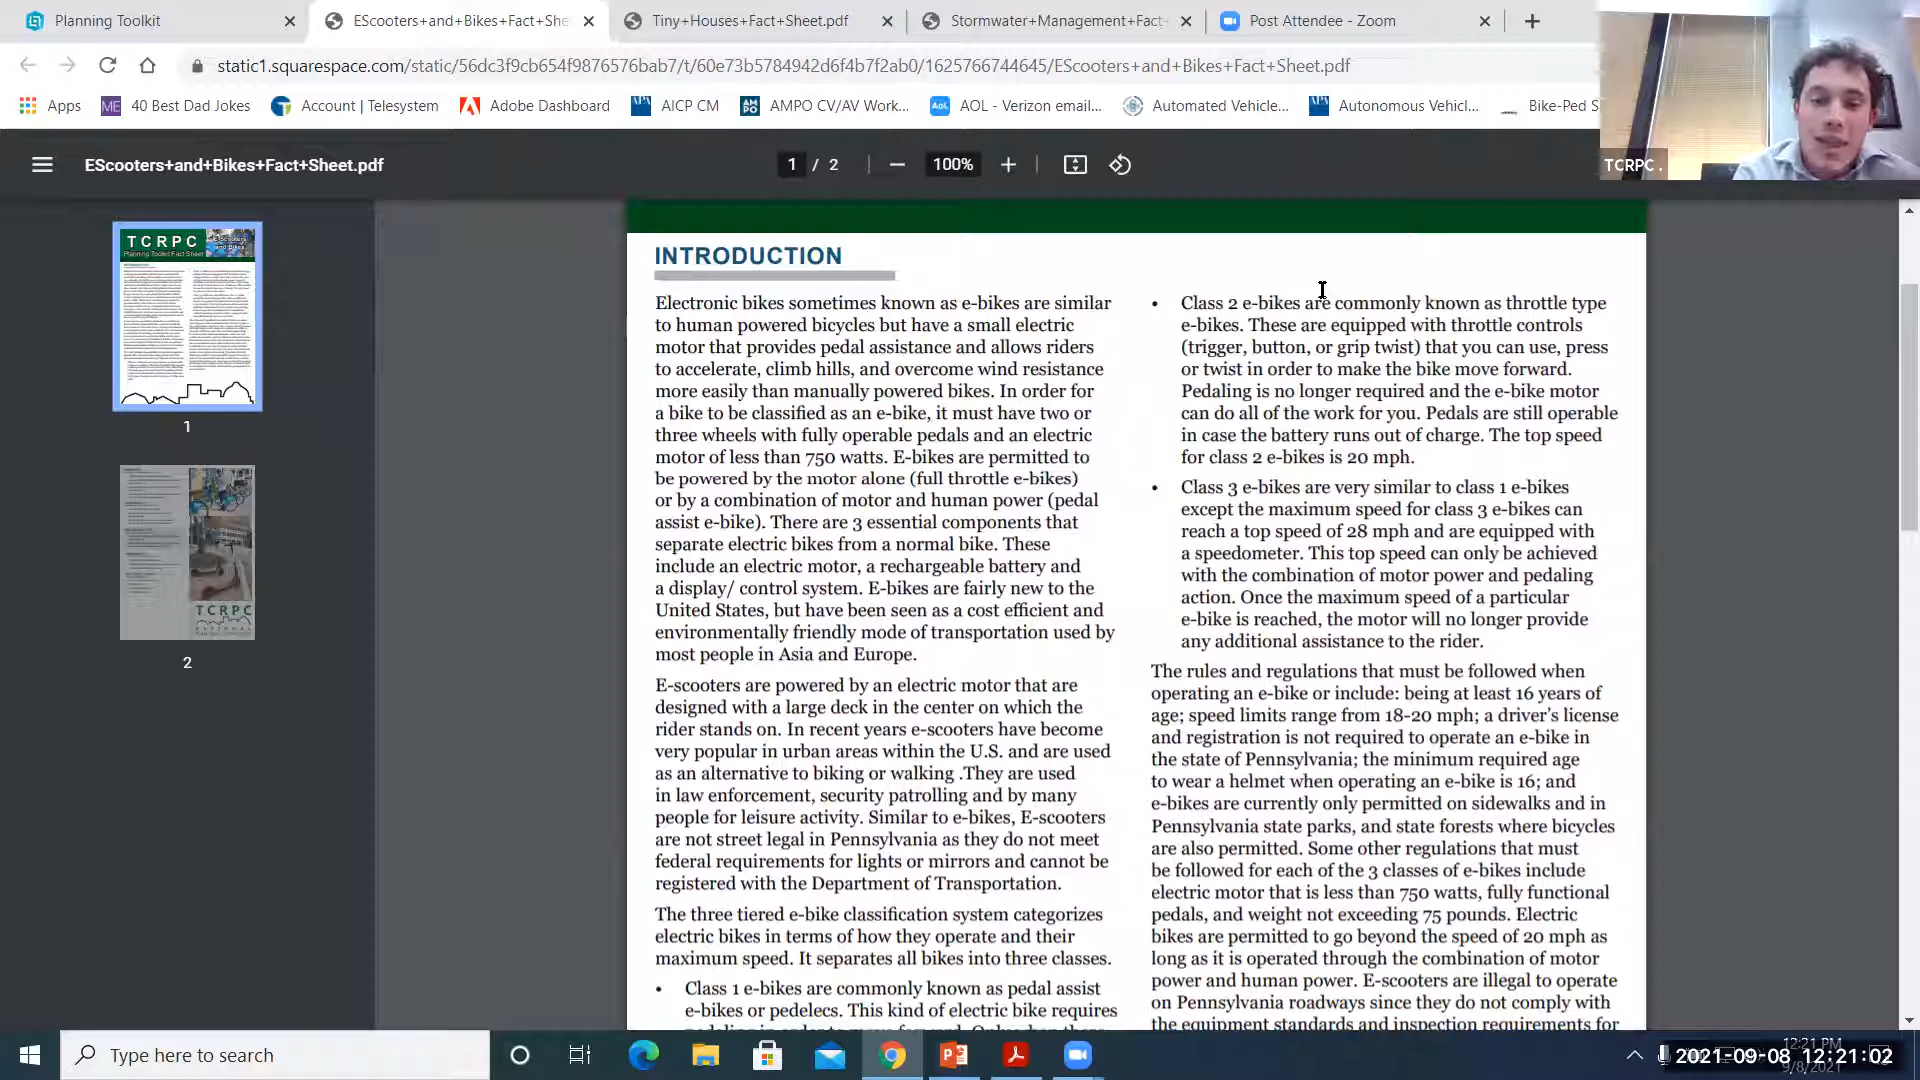 Planning Toolkit
EScooters+and+Bikes+Fact+She
Tiny+Houses+Fact+Sheet.pdf
Stormwater+Management+Fact
Post Attendee - Zoom
static1.squarespace.com/static/56dc3f9cb654f9876576bab7/t/60e73b5784942d6f4b7f2ab0/1625766744645/EScooters+and+Bikes+Fact+Sheet.pdf
Apps
ME
40 Best Dad Jokes
Account | Telesystem
Adobe Dashboard
APA
AICP CM
AMPO
AMPO CV/AV Work...
Aol
AOL - Verizon email...
Automated Vehicle...
APA
Autonomous Vehicl...
Bike-Ped S
TCRPC .
EScooters+and+Bikes+Fact+Sheet.pdf
1 / 2
100%
TCRPC
Planning Toolkit Fact Sheet
E-Scooters
and Bikes
1
TCRPC
2
INTRODUCTION
Electronic bikes sometimes known as e-bikes are similar
to human powered bicycles but have a small electric
motor that provides pedal assistance and allows riders
to accelerate, climb hills, and overcome wind resistance
more easily than manually powered bikes. In order for
a bike to be classified as an e-bike, it must have two or
three wheels with fully operable pedals and an electric
motor of less than 750 watts. E-bikes are permitted to
be powered by the motor alone (full throttle e-bikes)
or by a combination of motor and human power (pedal
assist e-bike). There are 3 essential components that
separate electric bikes from a normal bike. These
include an electric motor, a rechargeable battery and
a display/ control system. E-bikes are fairly new to the
United States, but have been seen as a cost efficient and
environmentally friendly mode of transportation used by
most people in Asia and Europe.
E-scooters are powered by an electric motor that are
designed with a large deck in the center on which the
rider stands on. In recent years e-scooters have become
very popular in urban areas within the U.S. and are used
as an alternative to biking or walking .They are used
in law enforcement, security patrolling and by many
people for leisure activity. Similar to e-bikes, E-scooters
are not street legal in Pennsylvania as they do not meet
federal requirements for lights or mirrors and cannot be
registered with the Department of Transportation.
The three tiered e-bike classification system categorizes
electric bikes in terms of how they operate and their
maximum speed. It separates all bikes into three classes.
• Class 1 e-bikes are commonly known as pedal assist
e-bikes or pedelecs. This kind of electric bike requires
• Class 2 e-bikes are commonly known as throttle type
e-bikes. These are equipped with throttle controls
(trigger, button, or grip twist) that you can use, press
or twist in order to make the bike move forward.
Pedaling is no longer required and the e-bike motor
can do all of the work for you. Pedals are still operable
in case the battery runs out of charge. The top speed
for class 2 e-bikes is 20 mph.
• Class 3 e-bikes are very similar to class 1 e-bikes
except the maximum speed for class 3 e-bikes can
reach a top speed of 28 mph and are equipped with
a speedometer. This top speed can only be achieved
with the combination of motor power and pedaling
action. Once the maximum speed of a particular
e-bike is reached, the motor will no longer provide
any additional assistance to the rider.
The rules and regulations that must be followed when
operating an e-bike or include: being at least 16 years of
age; speed limits range from 18-20 mph; a driver's license
and registration is not required to operate an e-bike in
the state of Pennsylvania; the minimum required age
to wear a helmet when operating an e-bike is 16; and
e-bikes are currently only permitted on sidewalks and in
Pennsylvania state parks, and state forests where bicycles
are also permitted. Some other regulations that must
be followed for each of the 3 classes of e-bikes include
electric motor that is less than 750 watts, fully functional
pedals, and weight not exceeding 75 pounds. Electric
bikes are permitted to go beyond the speed of 20 mph as
long as it is operated through the combination of motor
power and human power. E-scooters are illegal to operate
on Pennsylvania roadways since they do not comply with
the equipment standards and inspection requirements for
Type here to search
12:21 PM
2021-09-08 12:21:02
9/8/2021